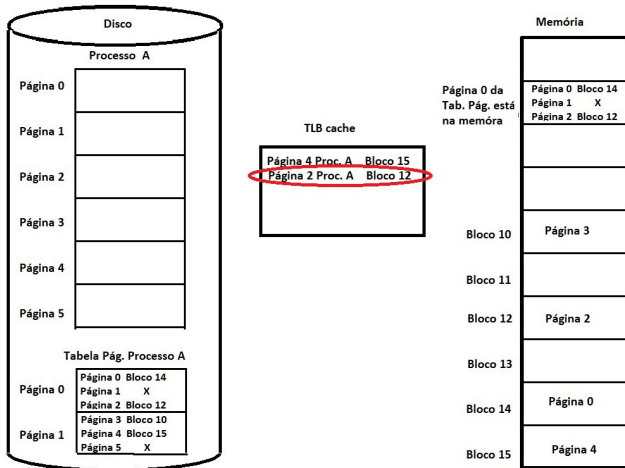 Disco
Processo A
Página 0
Página 1
Página 2
Página 3
Página 4
Página 5
Tabela Pág. Processo A
Página 0
Página 0 Bloco 14
Página 1 X
Página 2 Bloco 12
Página 1
Página 3 Bloco 10
Página 4 Bloco 15
Página 5 X
TLB cache
Página 4 Proc. A Bloco 15
Página 2 Proc. A Bloco 12
Memória
Página 0 da
Tab. Pág. está
na memóra
Página 0 Bloco 14
Página 1 X
Página 2 Bloco 12
Bloco 10 Página 3
Bloco 11
Bloco 12 Página 2
Bloco 13
Bloco 14 Página 0
Bloco 15 Página 4